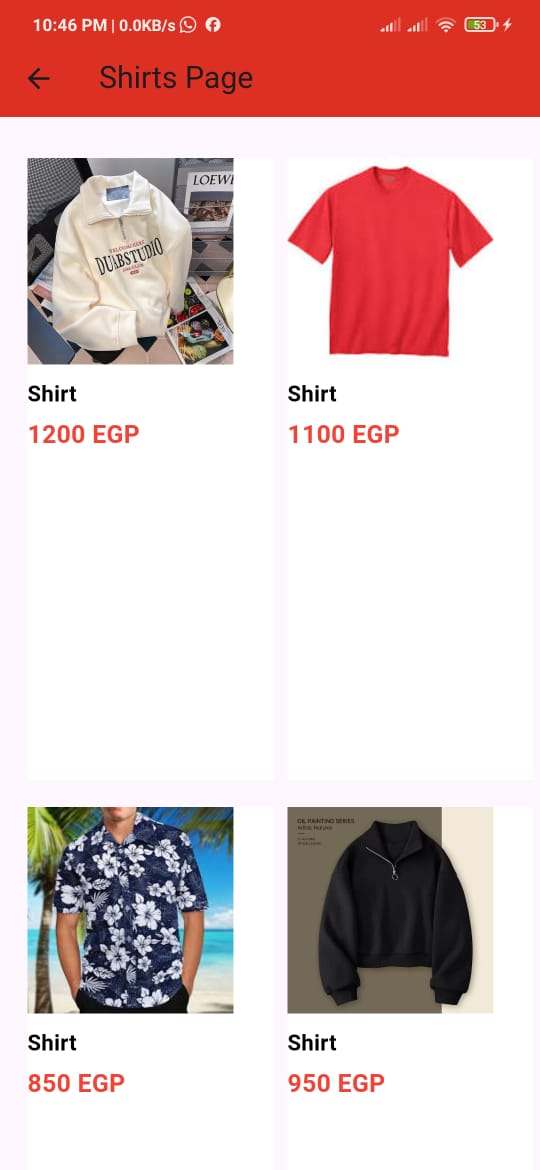 10:46 PM | 0.0KB/s
53
Shirts Page
LOEWE
DUABSTUDIO
Shirt
1200 EGP
Shirt
1100 EGP
OIL PAINTING SERIES
Shirt
850 EGP
Shirt
950 EGP